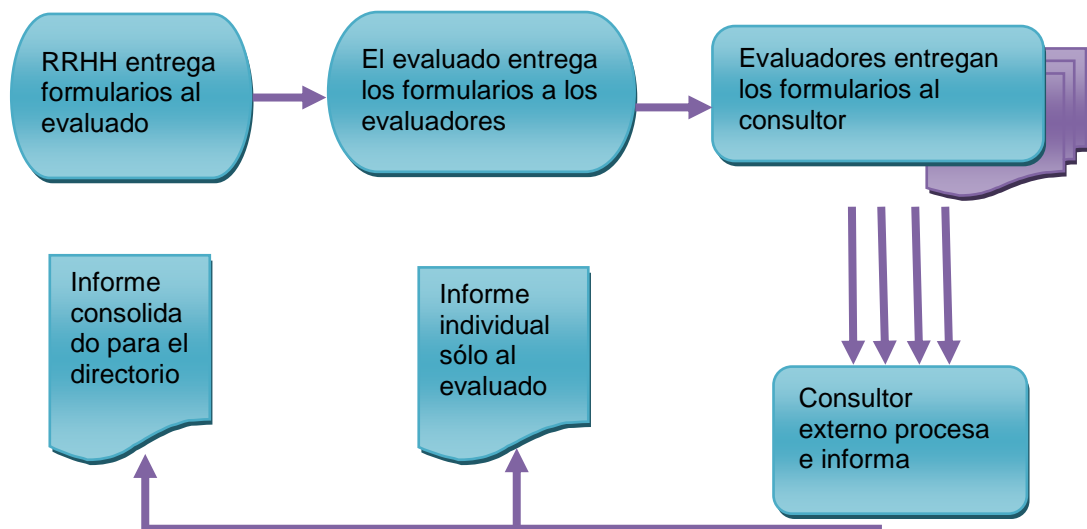 RRHH entrega
formularios al
evaluado
El evaluado entrega
los formularios a los
evaluadores
Evaluadores entregan
los formularios al
consultor
Informe
consolida
do para el
directorio
Informe
individual
sólo al
evaluado
Consultor
externo procesa
e informa